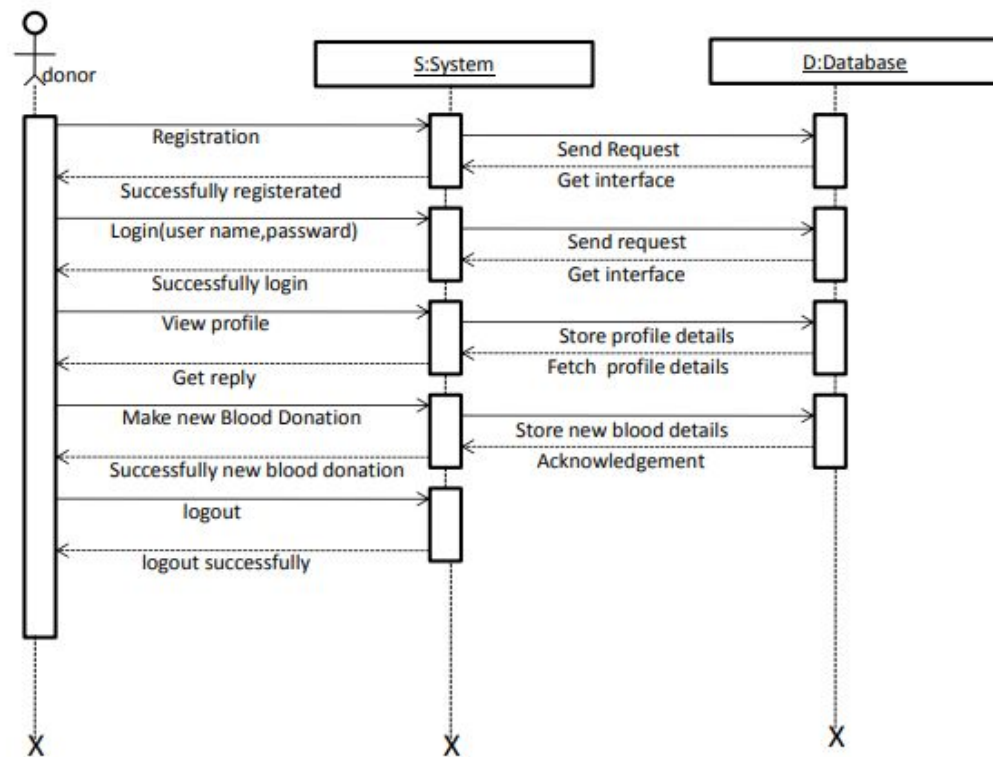 S:System
D:Database
donor
Registration
Send Request
Get interface
Successfully registerated
Login(user name,passward)
Send request
Get interface
Successfully login
View profile
Store profile details
Fetch profile details
Get reply
Make new Blood Donation
Store new blood details
Acknowledgement
Successfully new blood donation
logout
logout successfully
X
X
X